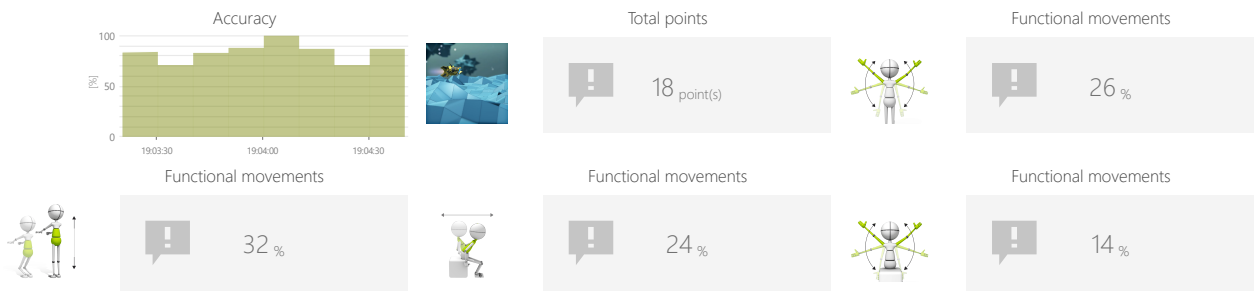 Accuracy
Total points
Functional movements
100
[%]
50
0
19:03:30
19:04:00
19:04:30
18 point(s)
26 %
Functional movements
Functional movements
Functional movements
32 %
24 %
14 %